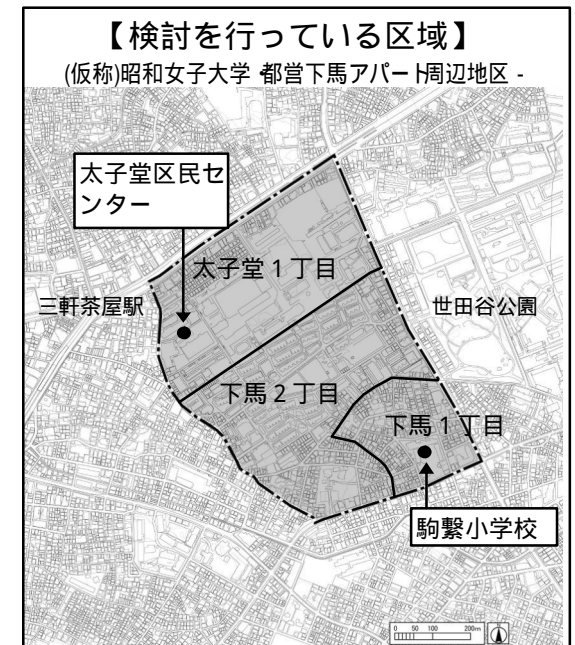 【検討を行っている区域】
(仮称)昭和女子大学・都営下馬アパート周辺地区 -
太子堂区民セ
ンター
太子堂１丁目
三軒茶屋駅
世田谷公園
下馬２丁目
下馬１丁目
駒繋小学校
0 50 100 200m